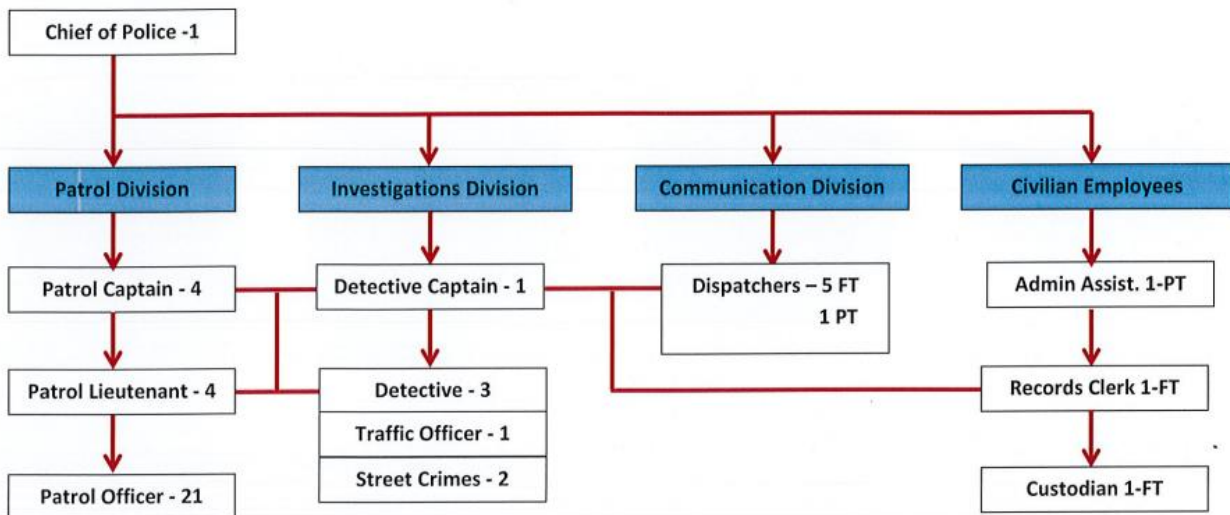 Chief of Police -1
Patrol Division
Investigations Division
Communication Division
Civilian Employees
Patrol Captain - 4
Detective Captain - 1
Dispatchers – 5 FT
1 PT
Admin Assist. 1-PT
Patrol Lieutenant - 4
Detective - 3
Records Clerk 1-FT
Traffic Officer - 1
Street Crimes - 2
Patrol Officer - 21
Custodian 1-FT